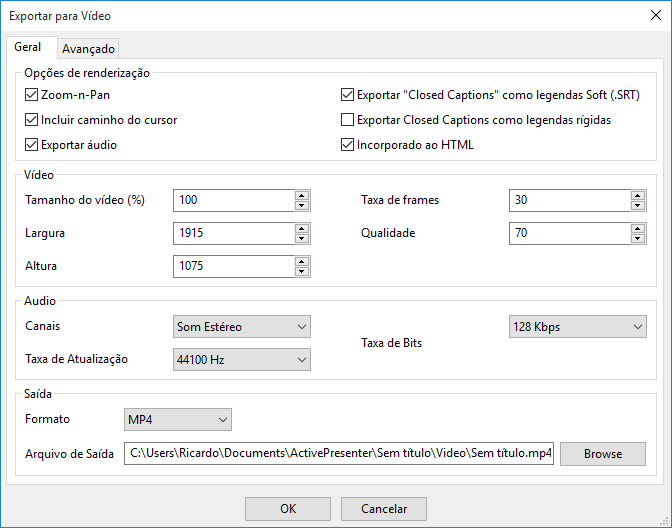 Exportar para Vídeo
Geral
Avançado
Opções de renderização
Zoom-n-Pan
Exportar "Closed Captions" como legendas Soft (.SRT)
Incluir caminho do cursor
Exportar Closed Captions como legendas rígidas
Exportar áudio
Incorporado ao HTML
Vídeo
Tamanho do vídeo (%)
100
Taxa de frames
30
Largura
1915
Qualidade
70
Altura
1075
Audio
Canais
Som Estéreo
Taxa de Bits
128 Kbps
Taxa de Atualização
44100 Hz
Saída
Formato
MP4
Arquivo de Saída
C:\Users\Ricardo\Documents\ActivePresenter\Sem título\Video\Sem título.mp4
Browse
OK
Cancelar